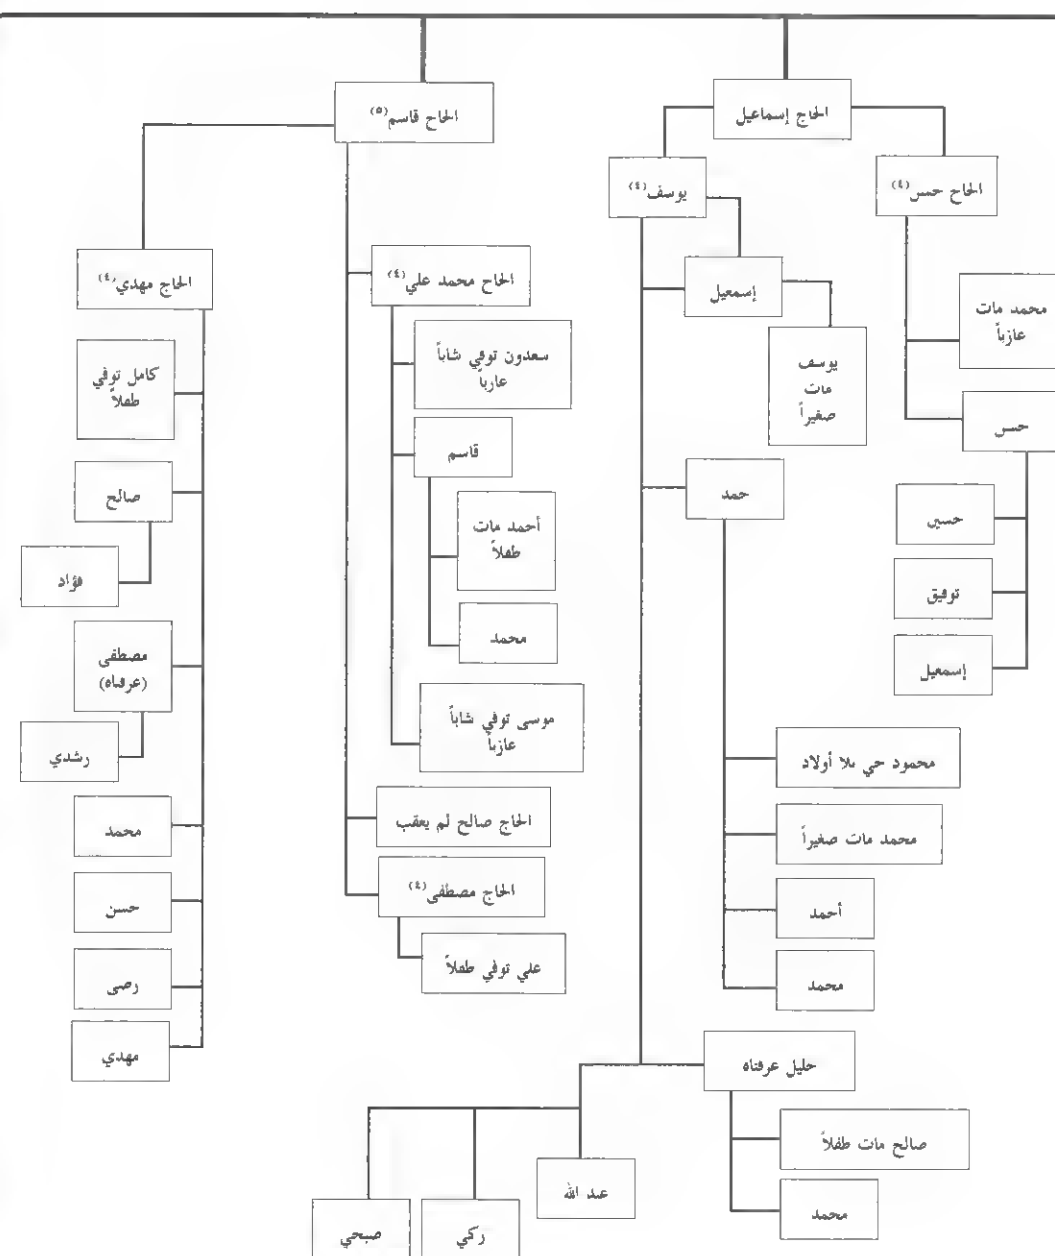 الحاج إسماعيل
الحاج حسن (٤)
محمد مات
عازباً
حسن
حسين
توفيق
إسمعيل
يوسف (٤)
إسمعيل
يوسف
مات
صغيراً
حمد
محمود حي بلا أولاد
محمد مات صغيراً
أحمد
محمد
خليل عرفناه
صالح مات طفلاً
محمد
عبد الله
زكي
صبحي
الحاج قاسم (٥)
الحاج محمد علي (٤)
سعدون توفي شاباً
عازباً
قاسم
أحمد مات
طفلاً
محمد
موسى توفي شاباً
عازباً
الحاج صالح لم يعقب
الحاج مصطفى (٤)
علي توفي طفلاً
الحاج مهدي (٤)
كامل توفي
طفلاً
صالح
فؤاد
مصطفى
(عرفناه)
رشدي
محمد
حسن
رضى
مهدي